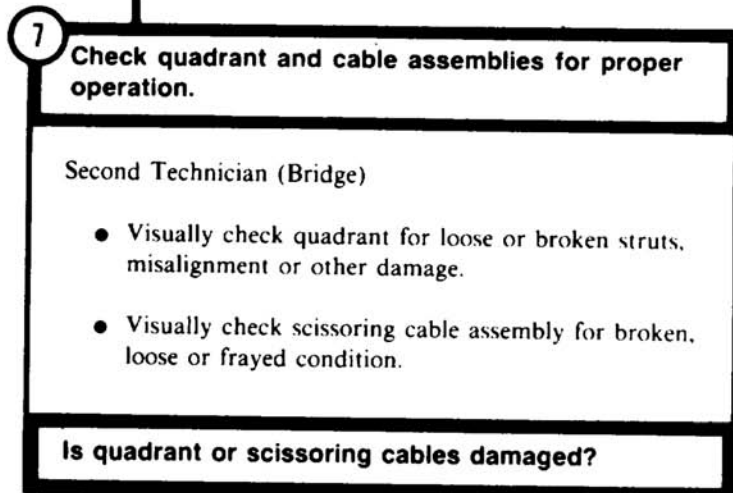 7
Check quadrant and cable assemblies for proper
operation.
Second Technician (Bridge)
● Visually check quadrant for loose or broken struts,
misalignment or other damage.
● Visually check scissoring cable assembly for broken,
loose or frayed condition.
Is quadrant or scissoring cables damaged?